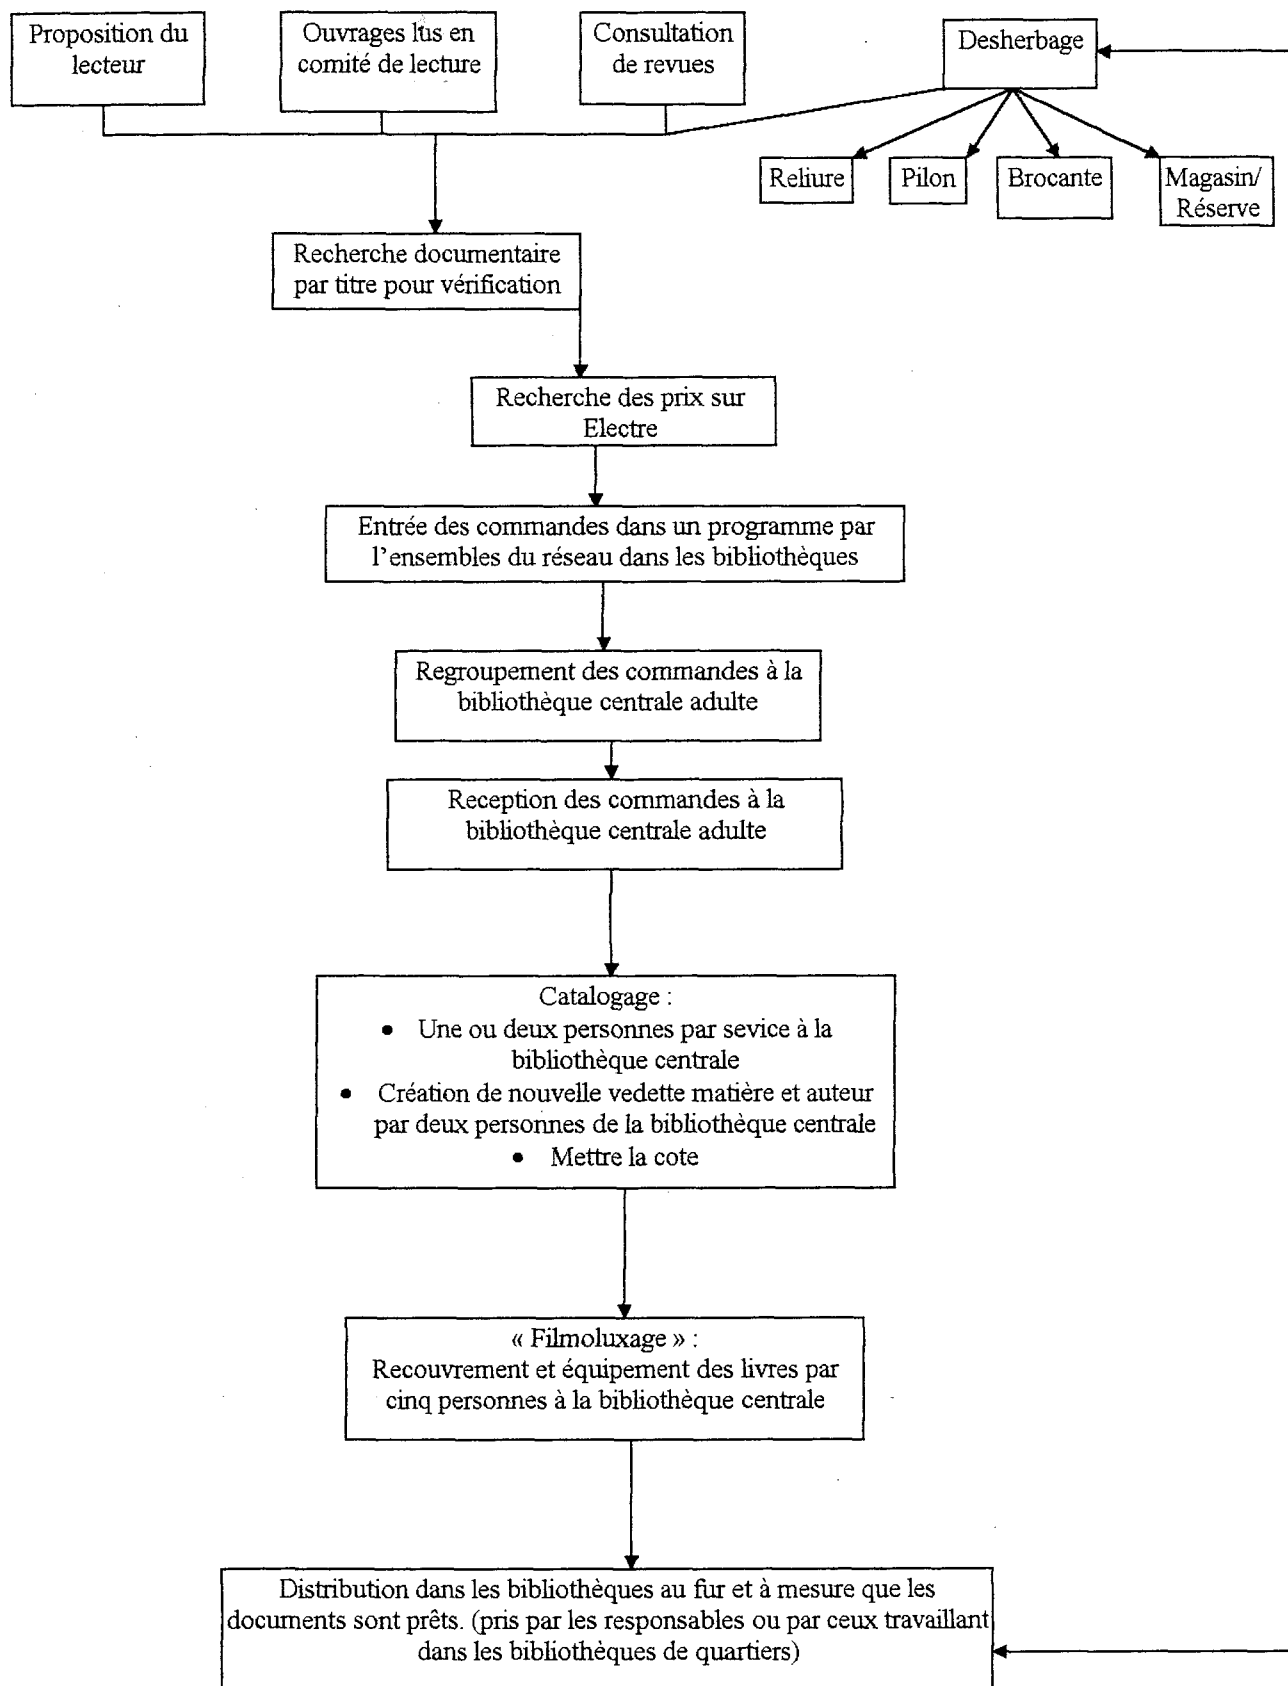 Proposition du
lecteur
Ouvrages lus en
comité de lecture
Consultation
de revues
Desherbage
Reliure
Pilon
Brocante
Magasin/
Réserve
Recherche documentaire
par titre pour vérification
Recherche des prix sur
Electre
Entrée des commandes dans un programme par
l'ensembles du réseau dans les bibliothèques
Regroupement des commandes à la
bibliothèque centrale adulte
Reception des commandes à la
bibliothèque centrale adulte
Catalogage :
• Une ou deux personnes par sevice à la
bibliothèque centrale
• Création de nouvelle vedette matière et auteur
par deux personnes de la bibliothèque centrale
• Mettre la cote
« Filmoluxage » :
Recouvrement et équipement des livres par
cinq personnes à la bibliothèque centrale
Distribution dans les bibliothèques au fur et à mesure que les
documents sont prêts. (pris par les responsables ou par ceux travaillant
dans les bibliothèques de quartiers)